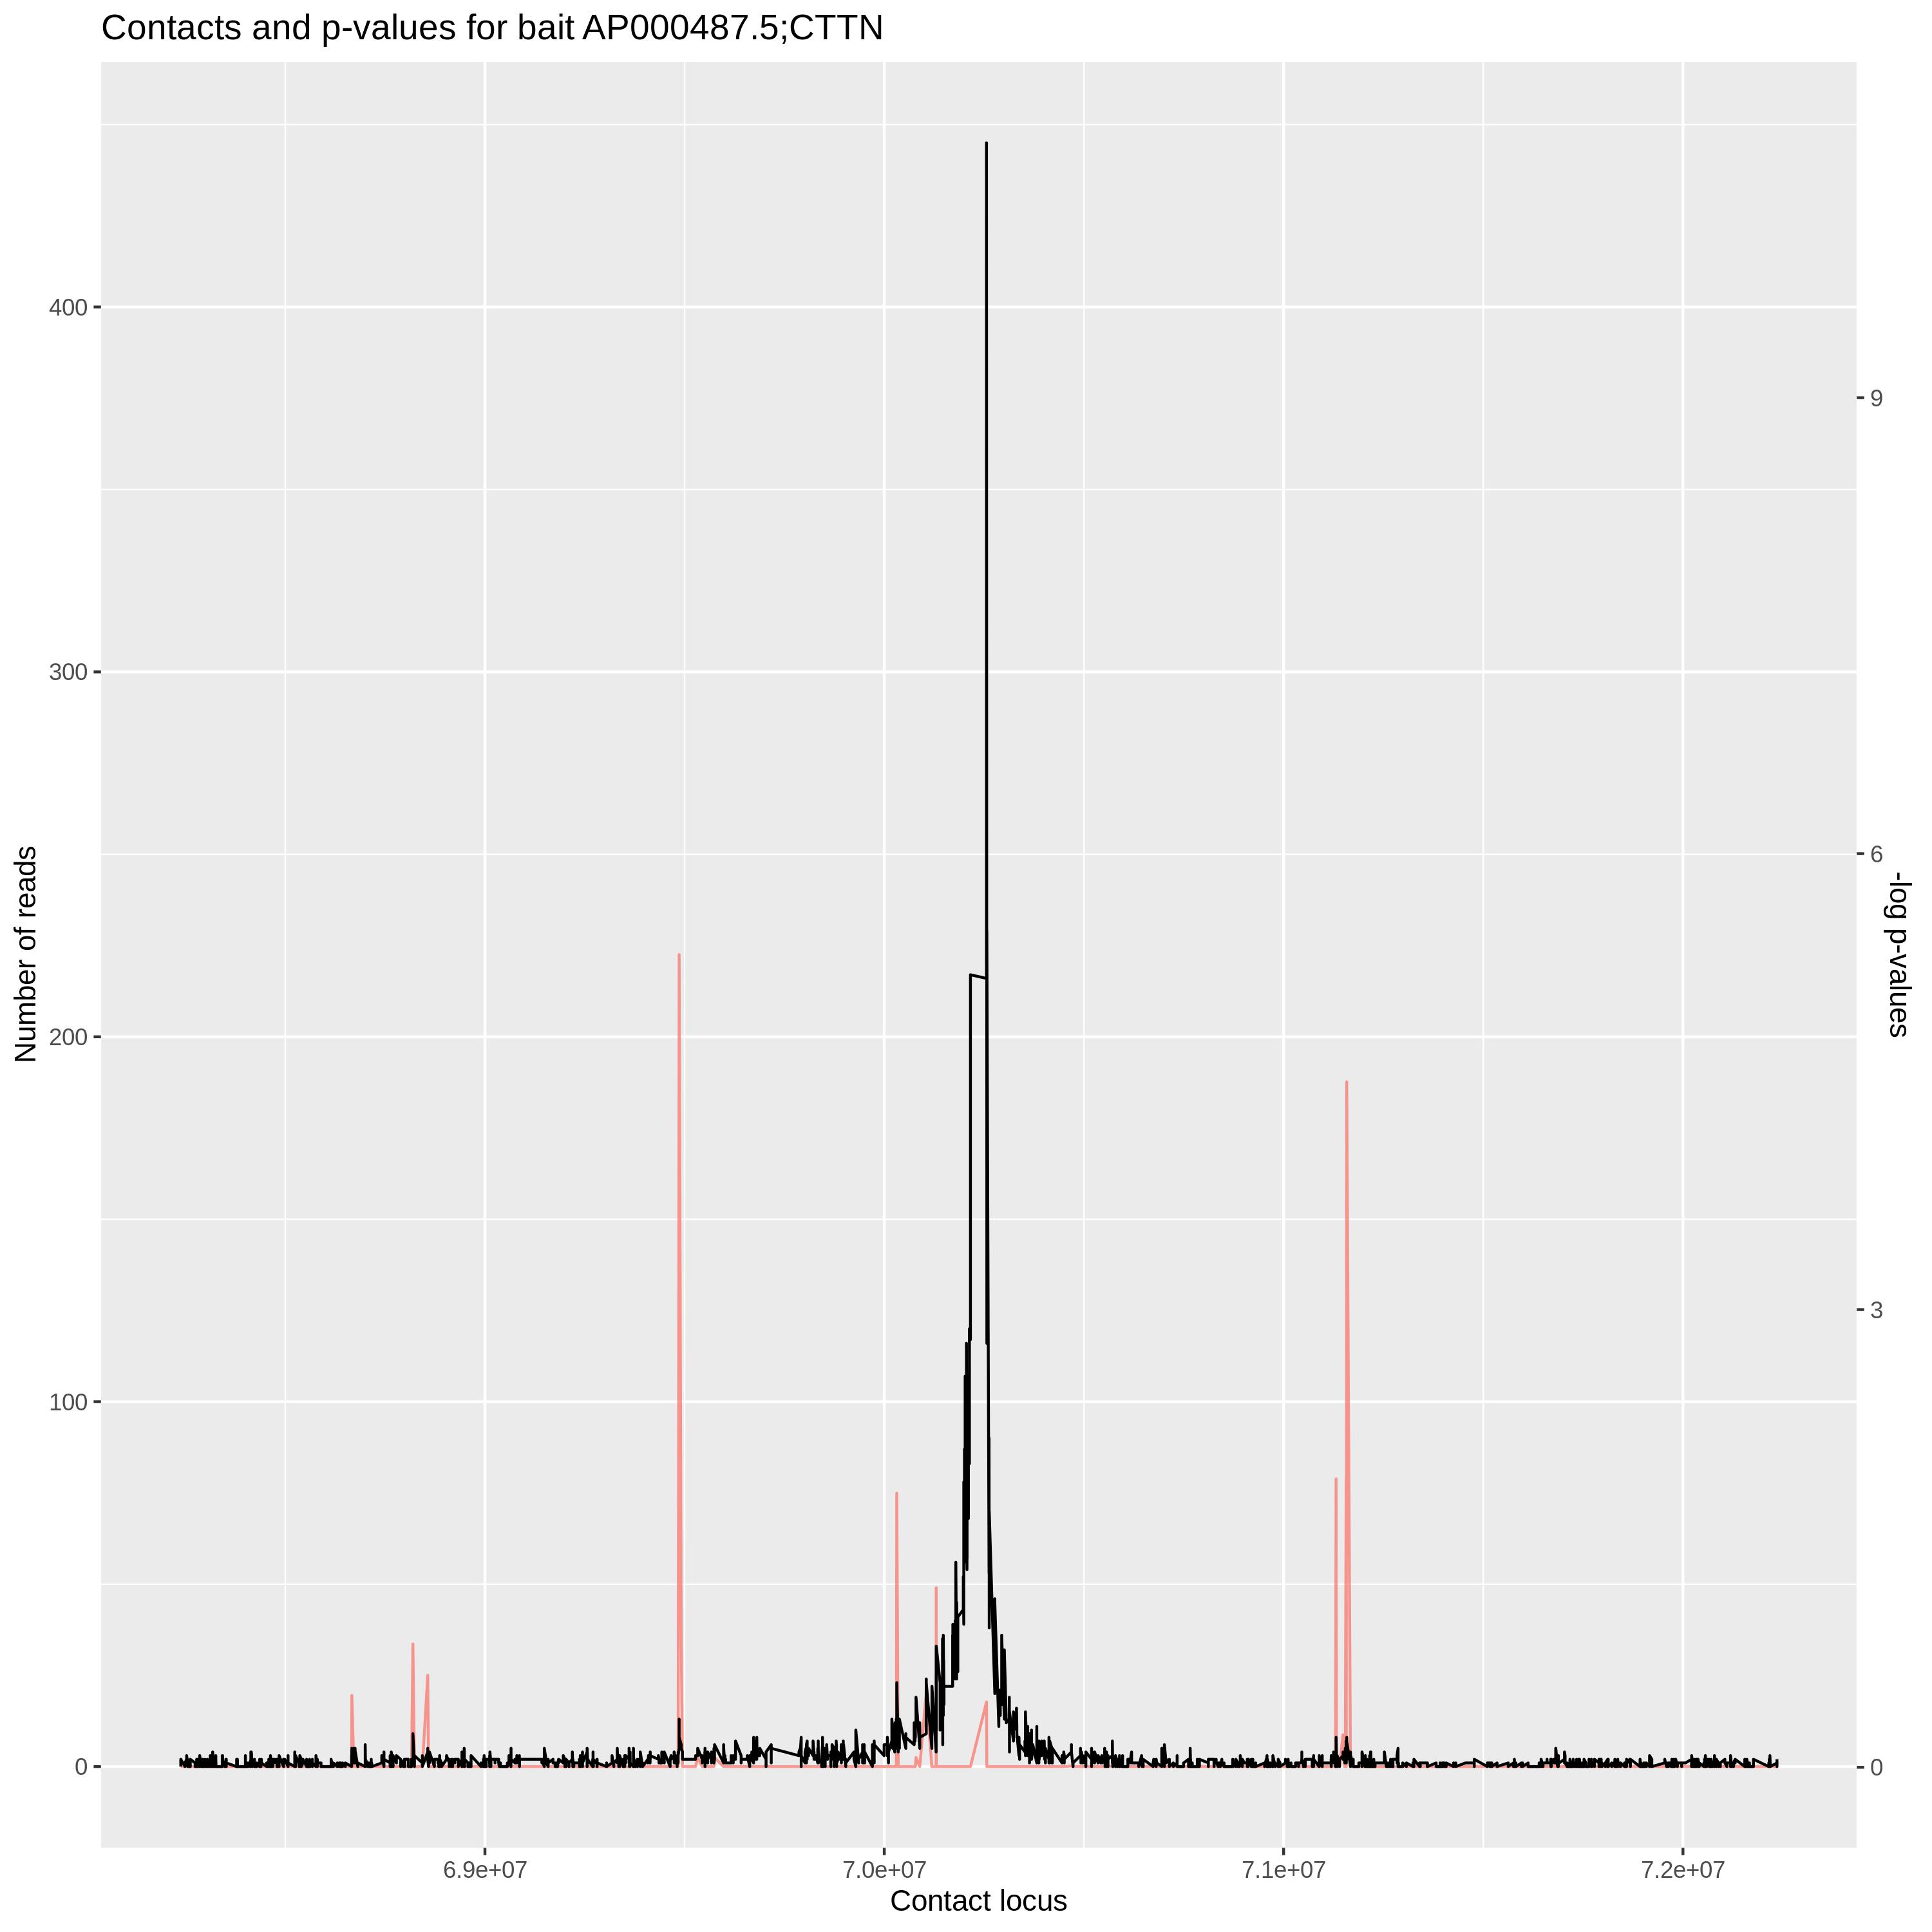 Contacts and p-values for bait AP000487.5;CTTN
400
300
200
100
0
Number of reads
9
6
3
0
-log p-values
6.9e+07
7.0e+07
7.1e+07
7.2e+07
Contact locus